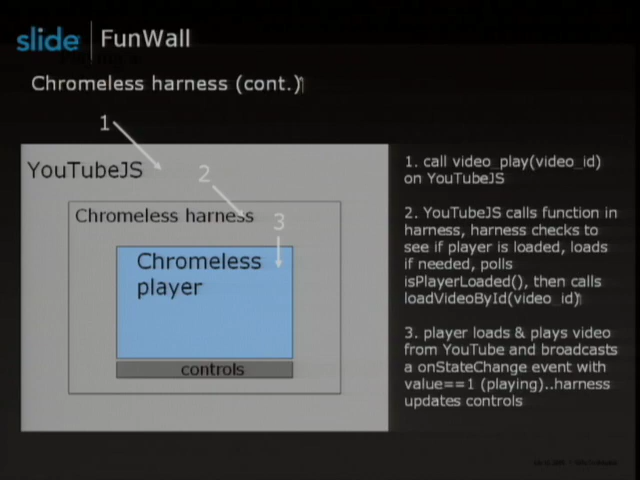 slide FunWall
Chromeless harness (cont.)
1
YouTubeJS
2
Chromeless harness
3
Chromeless
player
controls
1. call video_play(video_id)
on YouTubeJS
2. YouTubeJS calls function in
harness, harness checks to
see if player is loaded, loads
if needed, polls
isPlayerLoaded(), then calls
loadVideoById(video_id)
3. player loads & plays video
from YouTube and broadcasts
a onStateChange event with
value==1 (playing)..harness
updates controls